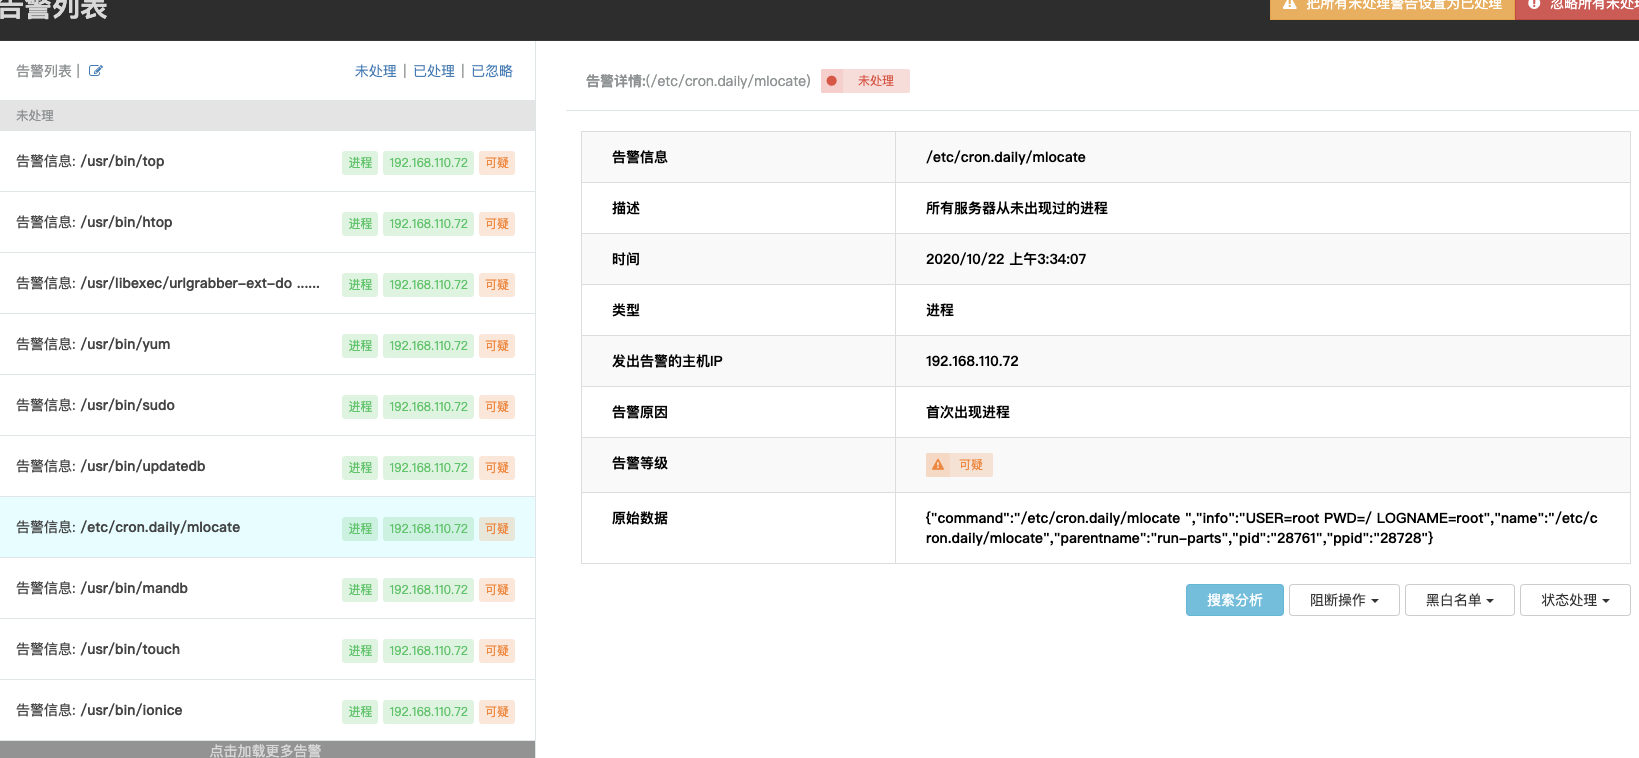 告警列表
把所有未处理警告设置为已处理
忽略所有未处理
告警列表 |
未处理 | 已处理 | 已忽略
未处理
告警信息: /usr/bin/top 进程 192.168.110.72 可疑
告警信息: /usr/bin/htop 进程 192.168.110.72 可疑
告警信息: /usr/libexec/urlgrabber-ext-do ...... 进程 192.168.110.72 可疑
告警信息: /usr/bin/yum 进程 192.168.110.72 可疑
告警信息: /usr/bin/sudo 进程 192.168.110.72 可疑
告警信息: /usr/bin/updatedb 进程 192.168.110.72 可疑
告警信息: /etc/cron.daily/mlocate 进程 192.168.110.72 可疑
告警信息: /usr/bin/mandb 进程 192.168.110.72 可疑
告警信息: /usr/bin/touch 进程 192.168.110.72 可疑
告警信息: /usr/bin/ionice 进程 192.168.110.72 可疑
点击加载更多告警
告警详情:(/etc/cron.daily/mlocate) 未处理
告警信息 /etc/cron.daily/mlocate
描述 所有服务器从未出现过的进程
时间 2020/10/22 上午3:34:07
类型 进程
发出告警的主机IP 192.168.110.72
告警原因 首次出现进程
告警等级 可疑
原始数据 {"command":"/etc/cron.daily/mlocate ","info":"USER=root PWD=/ LOGNAME=root","name":"/etc/c
ron.daily/mlocate","parentname":"run-parts","pid":"28761","ppid":"28728"}
搜索分析 阻断操作 黑白名单 状态处理